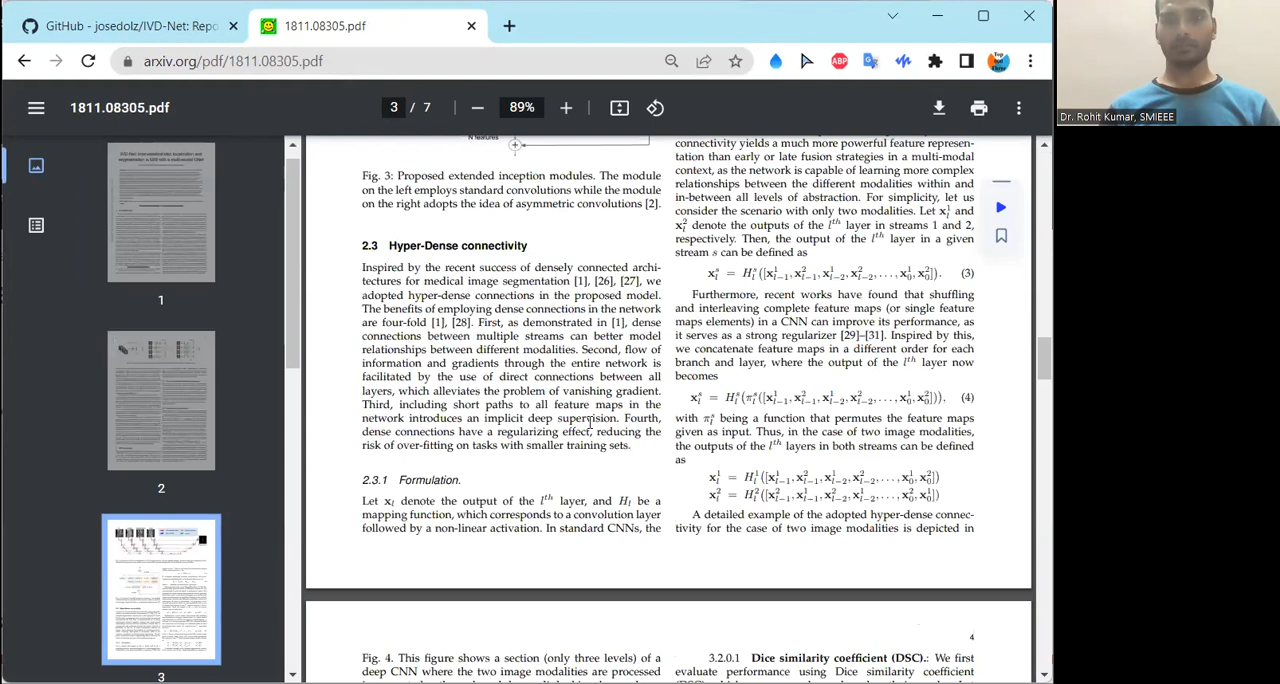 GitHub - josedolz/IVD-Net: Repo
1811.08305.pdf
arxiv.org/pdf/1811.08305.pdf
1811.08305.pdf
3 / 7
89%
1
2
3
N features
Fig. 3: Proposed extended inception modules. The module
on the left employs standard convolutions while the module
on the right adopts the idea of asymmetric convolutions [2].
2.3 Hyper-Dense connectivity
Inspired by the recent success of densely connected archi-
tectures for medical image segmentation [1], [26], [27], we
adopted hyper-dense connections in the proposed model.
The benefits of employing dense connections in the network
are four-fold [1], [28]. First, as demonstrated in [1], dense
connections between multiple streams can better model
relationships between different modalities. Second, flow of
information and gradients through the entire network is
facilitated by the use of direct connections between all
layers, which alleviates the problem of vanishing gradient.
Third, including short paths to all feature maps in the
network introduces an implicit deep supervision. Fourth,
dense connections have a regularizing effect, reducing the
risk of over-fitting on tasks with smaller training sets.
2.3.1 Formulation.
Let x_l denote the output of the l^th layer, and H_l be a
mapping function, which corresponds to a convolution layer
followed by a non-linear activation. In standard CNNs, the
connectivity yields a much more powerful feature represen-
tation than early or late fusion strategies in a multi-modal
context, as the network is capable of learning more complex
relationships between the different modalities within and
in-between all levels of abstraction. For simplicity, let us
consider the scenario with only two modalities. Let x_l^1 and
x_l^2 denote the outputs of the l^th layer in streams 1 and 2,
respectively. Then, the output of the l^th layer in a given
stream s can be defined as
x_l^s = H_l^s([x_{l-1}^1, x_{l-1}^2, x_{l-2}^1, x_{l-2}^2, . . . , x_0^1, x_0^2]). (3)
Furthermore, recent works have found that shuffling
and interleaving complete feature maps (or single feature
maps elements) in a CNN can improve its performance, as
it serves as a strong regularizer [29]–[31]. Inspired by this,
we concatenate feature maps in a different order for each
branch and layer, where the output of the l^th layer now
becomes
x_l^s = H_l^s(π_l^s([x_{l-1}^1, x_{l-1}^2, x_{l-2}^1, x_{l-2}^2, . . . , x_0^1, x_0^2])), (4)
with π_l^s being a function that permutes the feature maps
given as input. Thus, in the case of two image modalities,
the outputs of the l^th layers in both streams can be defined
as
x_l^1 = H_l^1([x_{l-1}^1, x_{l-1}^2, x_{l-2}^1, x_{l-2}^2, . . . , x_0^1, x_0^2])
x_l^2 = H_l^2([x_{l-1}^2, x_{l-1}^1, x_{l-2}^2, x_{l-2}^1, . . . , x_0^2, x_0^1])
A detailed example of the adopted hyper-dense connec-
tivity for the case of two image modalities is depicted in
4
Fig. 4. This figure shows a section (only three levels) of a
deep CNN where the two image modalities are processed
3.2.0.1 Dice similarity coefficient (DSC).: We first
evaluate performance using Dice similarity coefficient
Dr. Rohit Kumar, SMIEEE